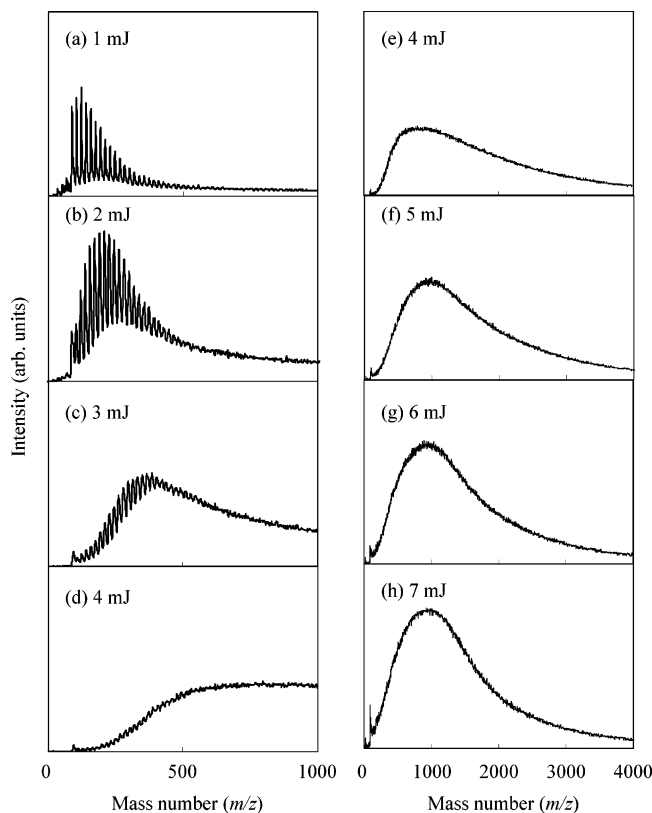 (a) 1 mJ
(b) 2 mJ
(c) 3 mJ
(d) 4 mJ
0 500 1000
Mass number (m/z)
Intensity (arb. units)
(e) 4 mJ
(f) 5 mJ
(g) 6 mJ
(h) 7 mJ
0 1000 2000 3000 4000
Mass number (m/z)